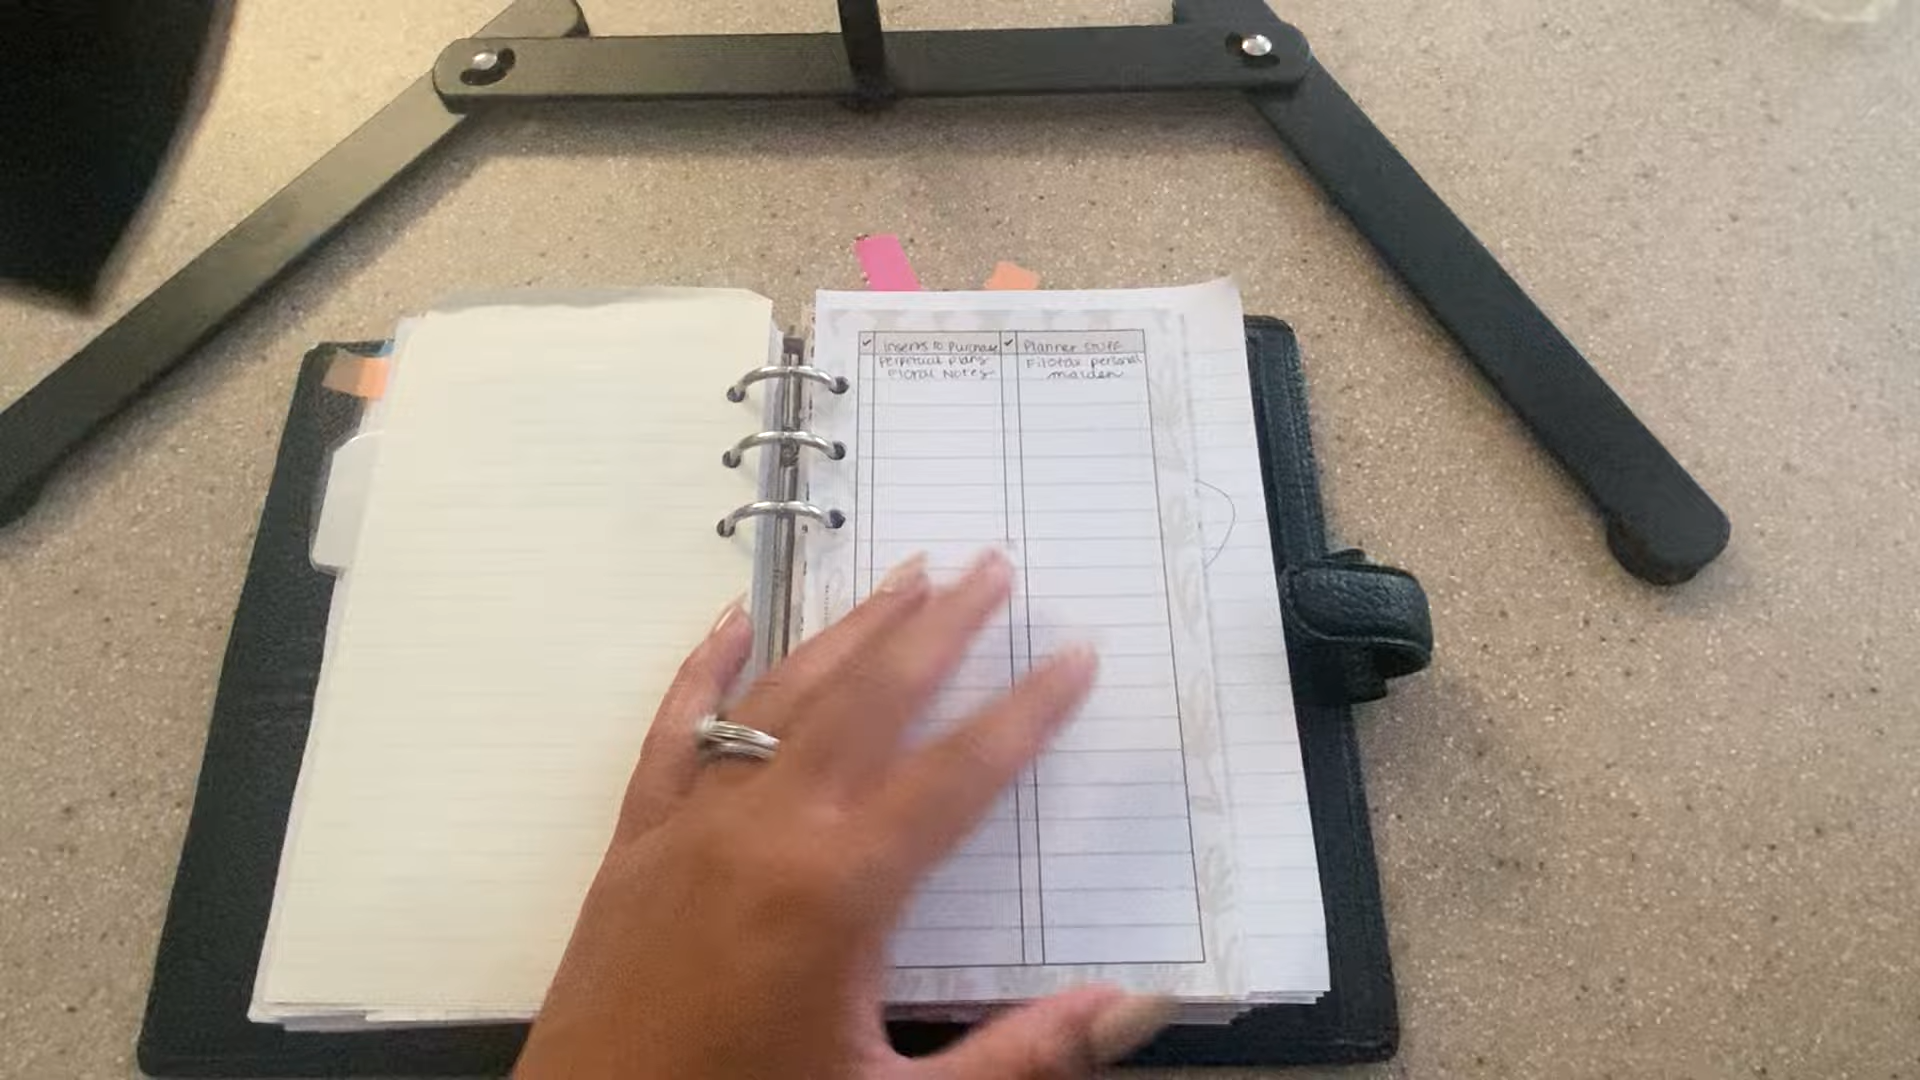 ✓ Inserts to Purchase ✓ Planner Stuff
Perpetual Plans
Floral Notes
Filofax personal
malden